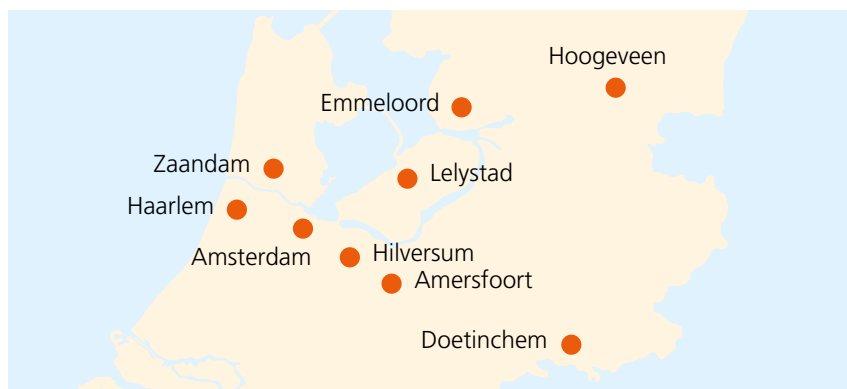 Hoogeveen
Emmeloord
Zaandam
Lelystad
Haarlem
Amsterdam
Hilversum
Amersfoort
Doetinchem